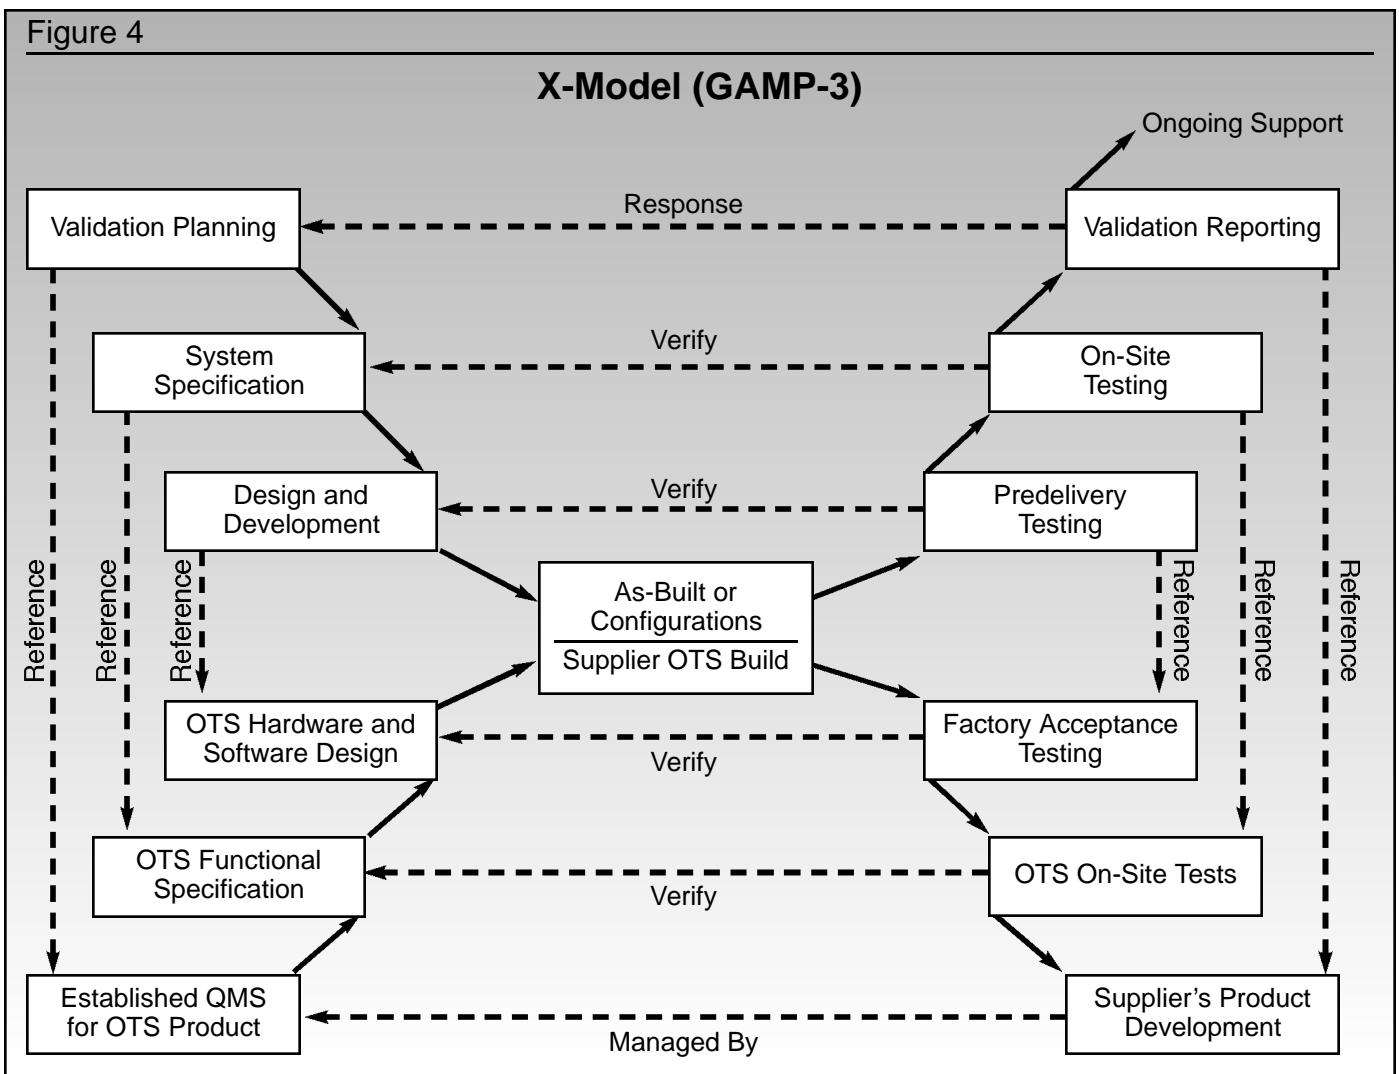 Figure 4
X-Model (GAMP-3)
Ongoing Support
Validation Planning
Response
Validation Reporting
System
Specification
Verify
On-Site
Testing
Design and
Development
Verify
Predelivery
Testing
Reference
Reference
Reference
As-Built or
Configurations
Supplier OTS Build
Reference
Reference
Reference
OTS Hardware and
Software Design
Verify
Factory Acceptance
Testing
OTS Functional
Specification
Verify
OTS On-Site Tests
Established QMS
for OTS Product
Managed By
Supplier’s Product
Development